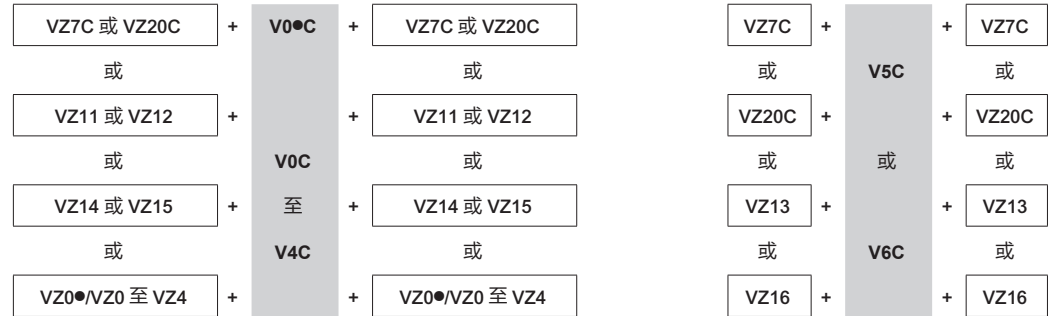 VZ7C 或 VZ20C + V0●C + VZ7C 或 VZ20C VZ7C + + VZ7C
或 或 或 V5C 或
VZ11 或 VZ12 + + VZ11 或 VZ12 VZ20C + + VZ20C
或 V0C 或 或 或 或
VZ14 或 VZ15 + 至 + VZ14 或 VZ15 VZ13 + + VZ13
或 V4C 或 或 V6C 或
VZ0●/VZ0 至 VZ4 + + VZ0●/VZ0 至 VZ4 VZ16 + + VZ16